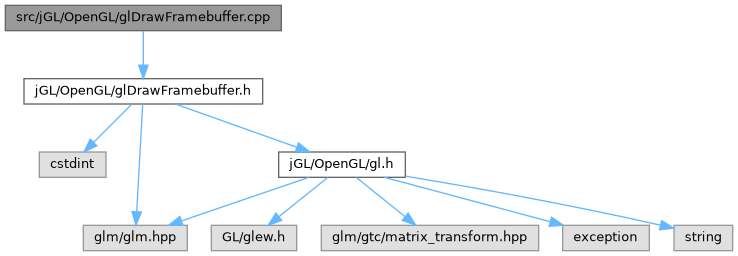 src/jGL/OpenGL/glDrawFramebuffer.cpp
jGL/OpenGL/glDrawFramebuffer.h
cstdint
jGL/OpenGL/gl.h
glm/glm.hpp
GL/glew.h
glm/gtc/matrix_transform.hpp
exception
string